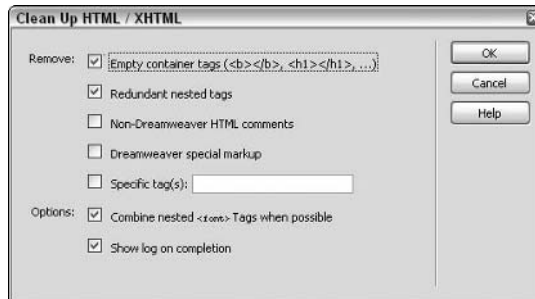 Clean Up HTML / XHTML
Remove: Empty container tags (<b></b>, <h1></h1>, ...)
Redundant nested tags
Non-Dreamweaver HTML comments
Dreamweaver special markup
Specific tag(s):
Options: Combine nested <font> Tags when possible
Show log on completion
OK
Cancel
Help